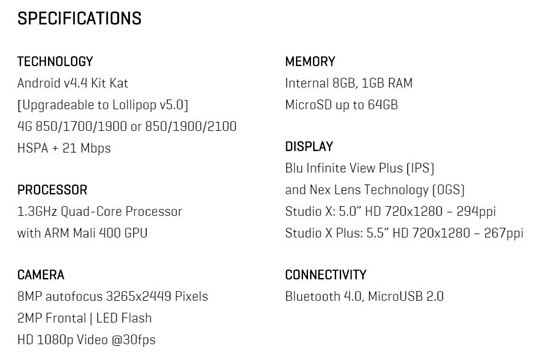 SPECIFICATIONS
TECHNOLOGY
Android v4.4 Kit Kat
[Upgradeable to Lollipop v5.0]
4G 850/1700/1900 or 850/1900/2100
HSPA + 21 Mbps
PROCESSOR
1.3GHz Quad-Core Processor
with ARM Mali 400 GPU
CAMERA
8MP autofocus 3265x2449 Pixels
2MP Frontal | LED Flash
HD 1080p Video @30fps
MEMORY
Internal 8GB, 1GB RAM
MicroSD up to 64GB
DISPLAY
Blu Infinite View Plus [IPS]
and Nex Lens Technology [OGS]
Studio X: 5.0” HD 720x1280 – 294ppi
Studio X Plus: 5.5” HD 720x1280 – 267ppi
CONNECTIVITY
Bluetooth 4.0, MicroUSB 2.0